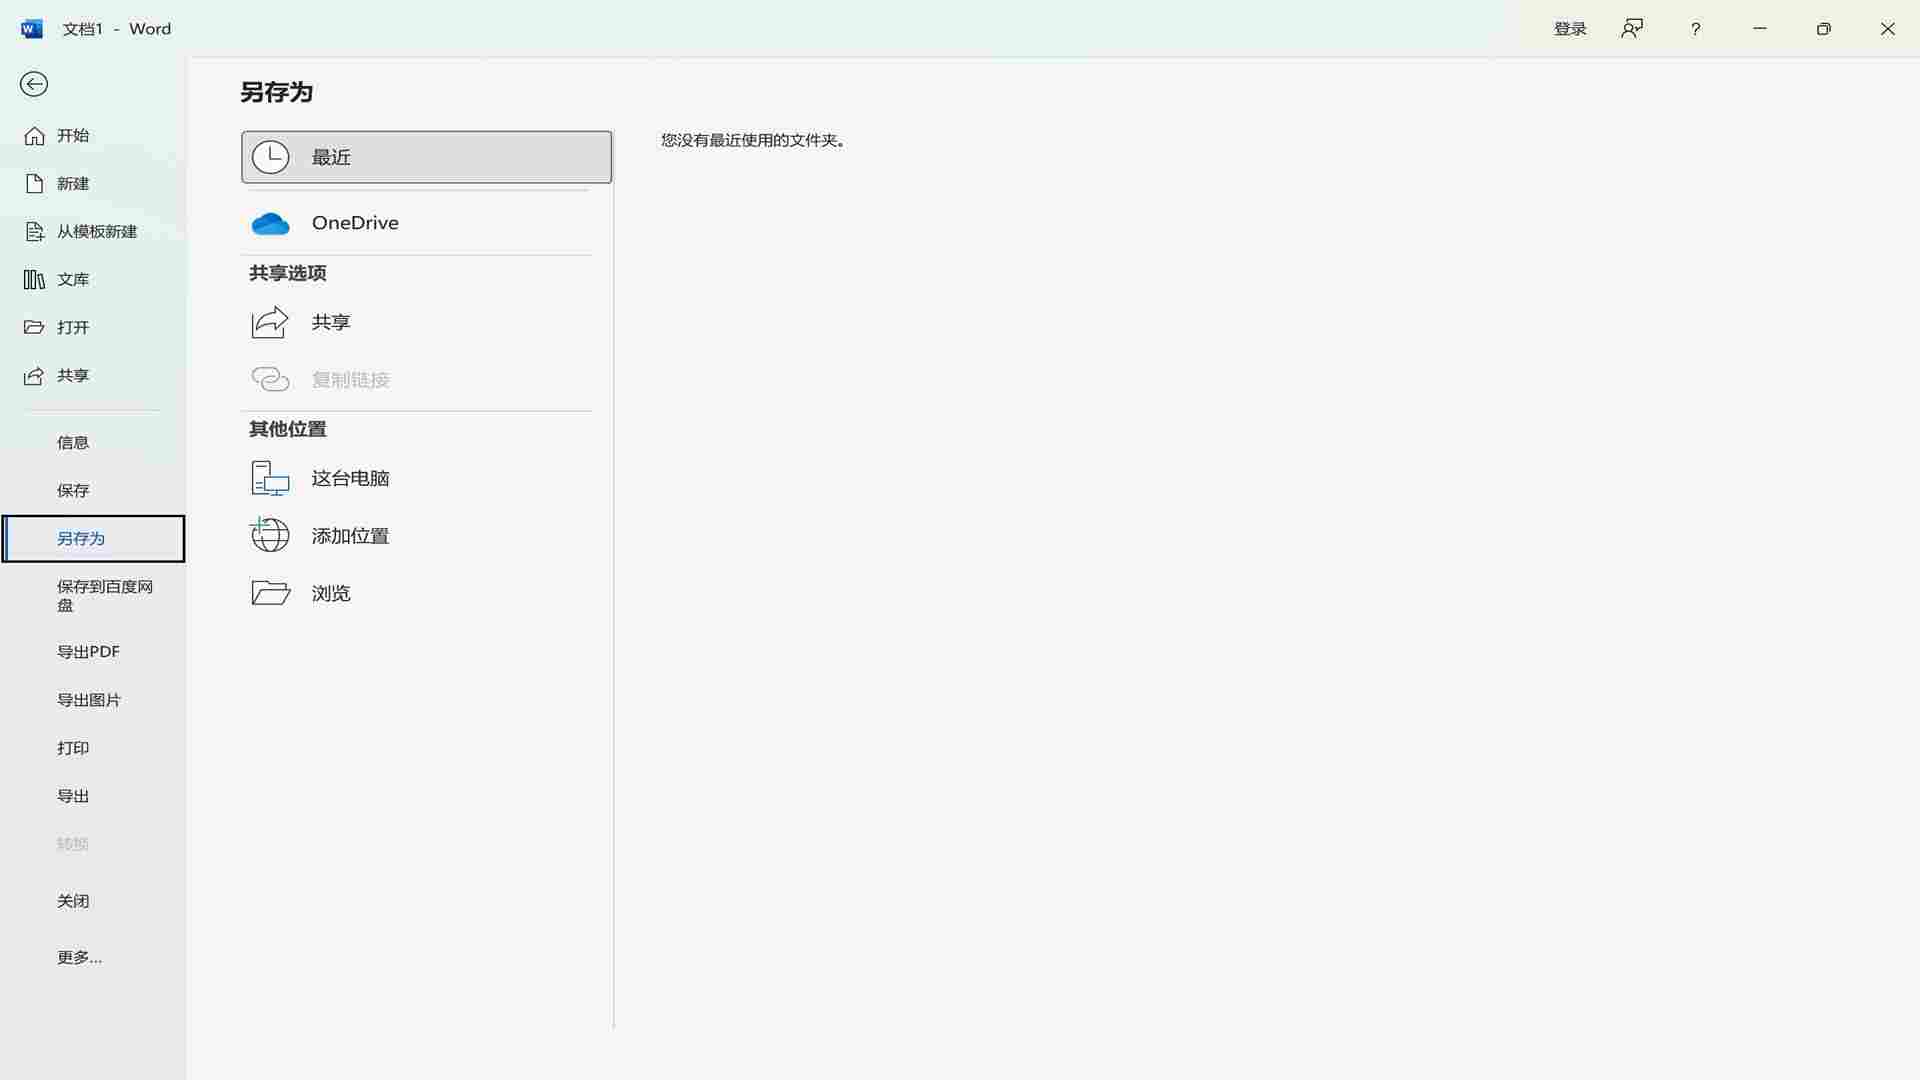 文档1 - Word
登录
开始
新建
从模板新建
文库
打开
共享
信息
保存
另存为
保存到百度网
盘
导出PDF
导出图片
打印
导出
转换
关闭
更多...
另存为
最近
OneDrive
共享选项
共享
复制链接
其他位置
这台电脑
添加位置
浏览
您没有最近使用的文件夹。